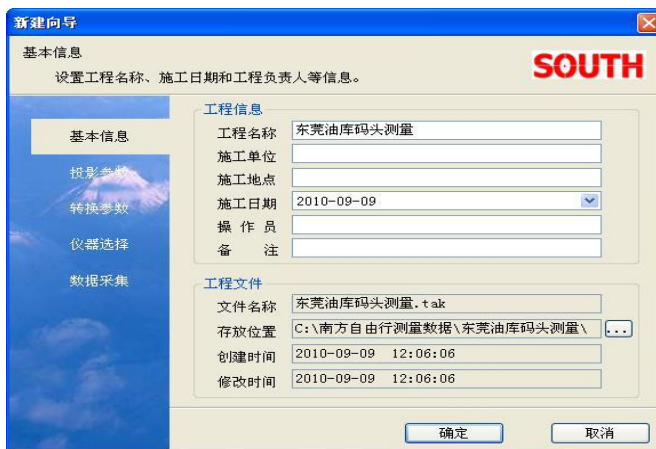 新建向导
基本信息
设置工程名称、施工日期和工程负责人等信息。
SOUTH
基本信息
投影参数
转换参数
仪器选择
数据采集
工程信息
工程名称 东莞油库码头测量
施工单位
施工地点
施工日期 2010-09-09
操 作 员
备 注
工程文件
文件名称 东莞油库码头测量.tak
存放位置 C:\南方自由行测量数据\东莞油库码头测量\ ...
创建时间 2010-09-09 12:06:06
修改时间 2010-09-09 12:06:06
确定 取消